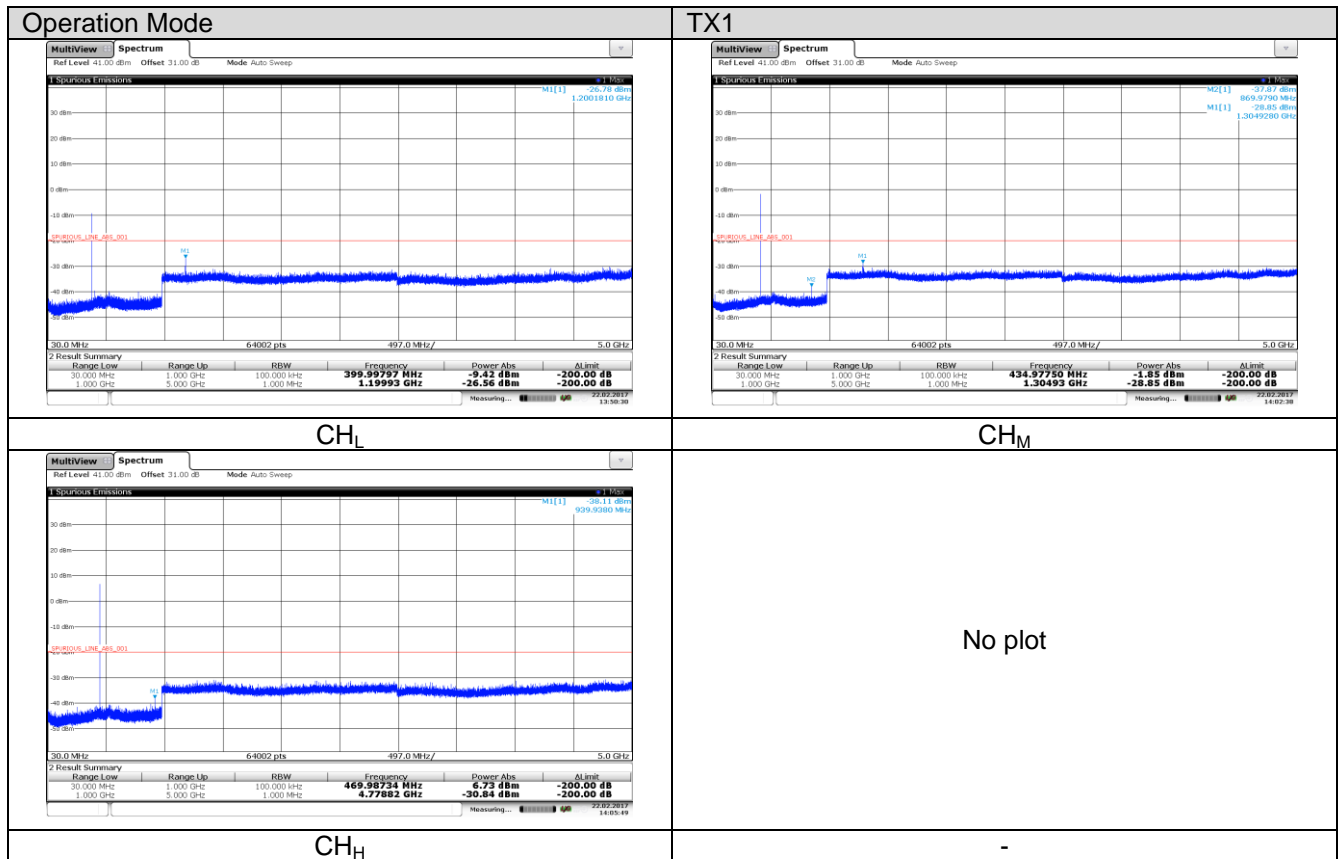 Operation Mode TX1
MultiView Spectrum
Ref Level 41.00 dBm Offset 31.00 dB Mode Auto Sweep
1 Spurious Emissions 1 Max
M1[1] -26.78 dBm
1.2001810 GHz
30 dBm
20 dBm
10 dBm
0 dBm
-10 dBm
SPURIOUS_LINE_ABS_001
-20 dBm
M1
-30 dBm
-40 dBm
-50 dBm
30.0 MHz 64002 pts 497.0 MHz/ 5.0 GHz
2 Result Summary
Range Low Range Up RBW Frequency Power Abs ΔLimit
30.000 MHz 1.000 GHz 100.000 kHz 399.99797 MHz -9.42 dBm -200.00 dB
1.000 GHz 5.000 GHz 1.000 MHz 1.19993 GHz -26.56 dBm -200.00 dB
Measuring... 22.02.2017
13:50:30
MultiView Spectrum
Ref Level 41.00 dBm Offset 31.00 dB Mode Auto Sweep
1 Spurious Emissions 1 Max
M2[1] -37.87 dBm
869.9790 MHz
M1[1] -28.85 dBm
1.3049280 GHz
30 dBm
20 dBm
10 dBm
0 dBm
-10 dBm
SPURIOUS_LINE_ABS_001
-20 dBm
M1
-30 dBm
M2
-40 dBm
-50 dBm
30.0 MHz 64002 pts 497.0 MHz/ 5.0 GHz
2 Result Summary
Range Low Range Up RBW Frequency Power Abs ΔLimit
30.000 MHz 1.000 GHz 100.000 kHz 434.97750 MHz -1.85 dBm -200.00 dB
1.000 GHz 5.000 GHz 1.000 MHz 1.30493 GHz -28.85 dBm -200.00 dB
Measuring... 22.02.2017
14:02:38
CHL CHM
MultiView Spectrum
Ref Level 41.00 dBm Offset 31.00 dB Mode Auto Sweep
1 Spurious Emissions 1 Max
M1[1] -38.11 dBm
939.9380 MHz
30 dBm
20 dBm
10 dBm
0 dBm
-10 dBm
SPURIOUS_LINE_ABS_001
-20 dBm
-30 dBm
M1
-40 dBm
-50 dBm
30.0 MHz 64002 pts 497.0 MHz/ 5.0 GHz
2 Result Summary
Range Low Range Up RBW Frequency Power Abs ΔLimit
30.000 MHz 1.000 GHz 100.000 kHz 469.98734 MHz 6.73 dBm -200.00 dB
1.000 GHz 5.000 GHz 1.000 MHz 4.77882 GHz -30.84 dBm -200.00 dB
Measuring... 22.02.2017
14:05:49
No plot
CHH -